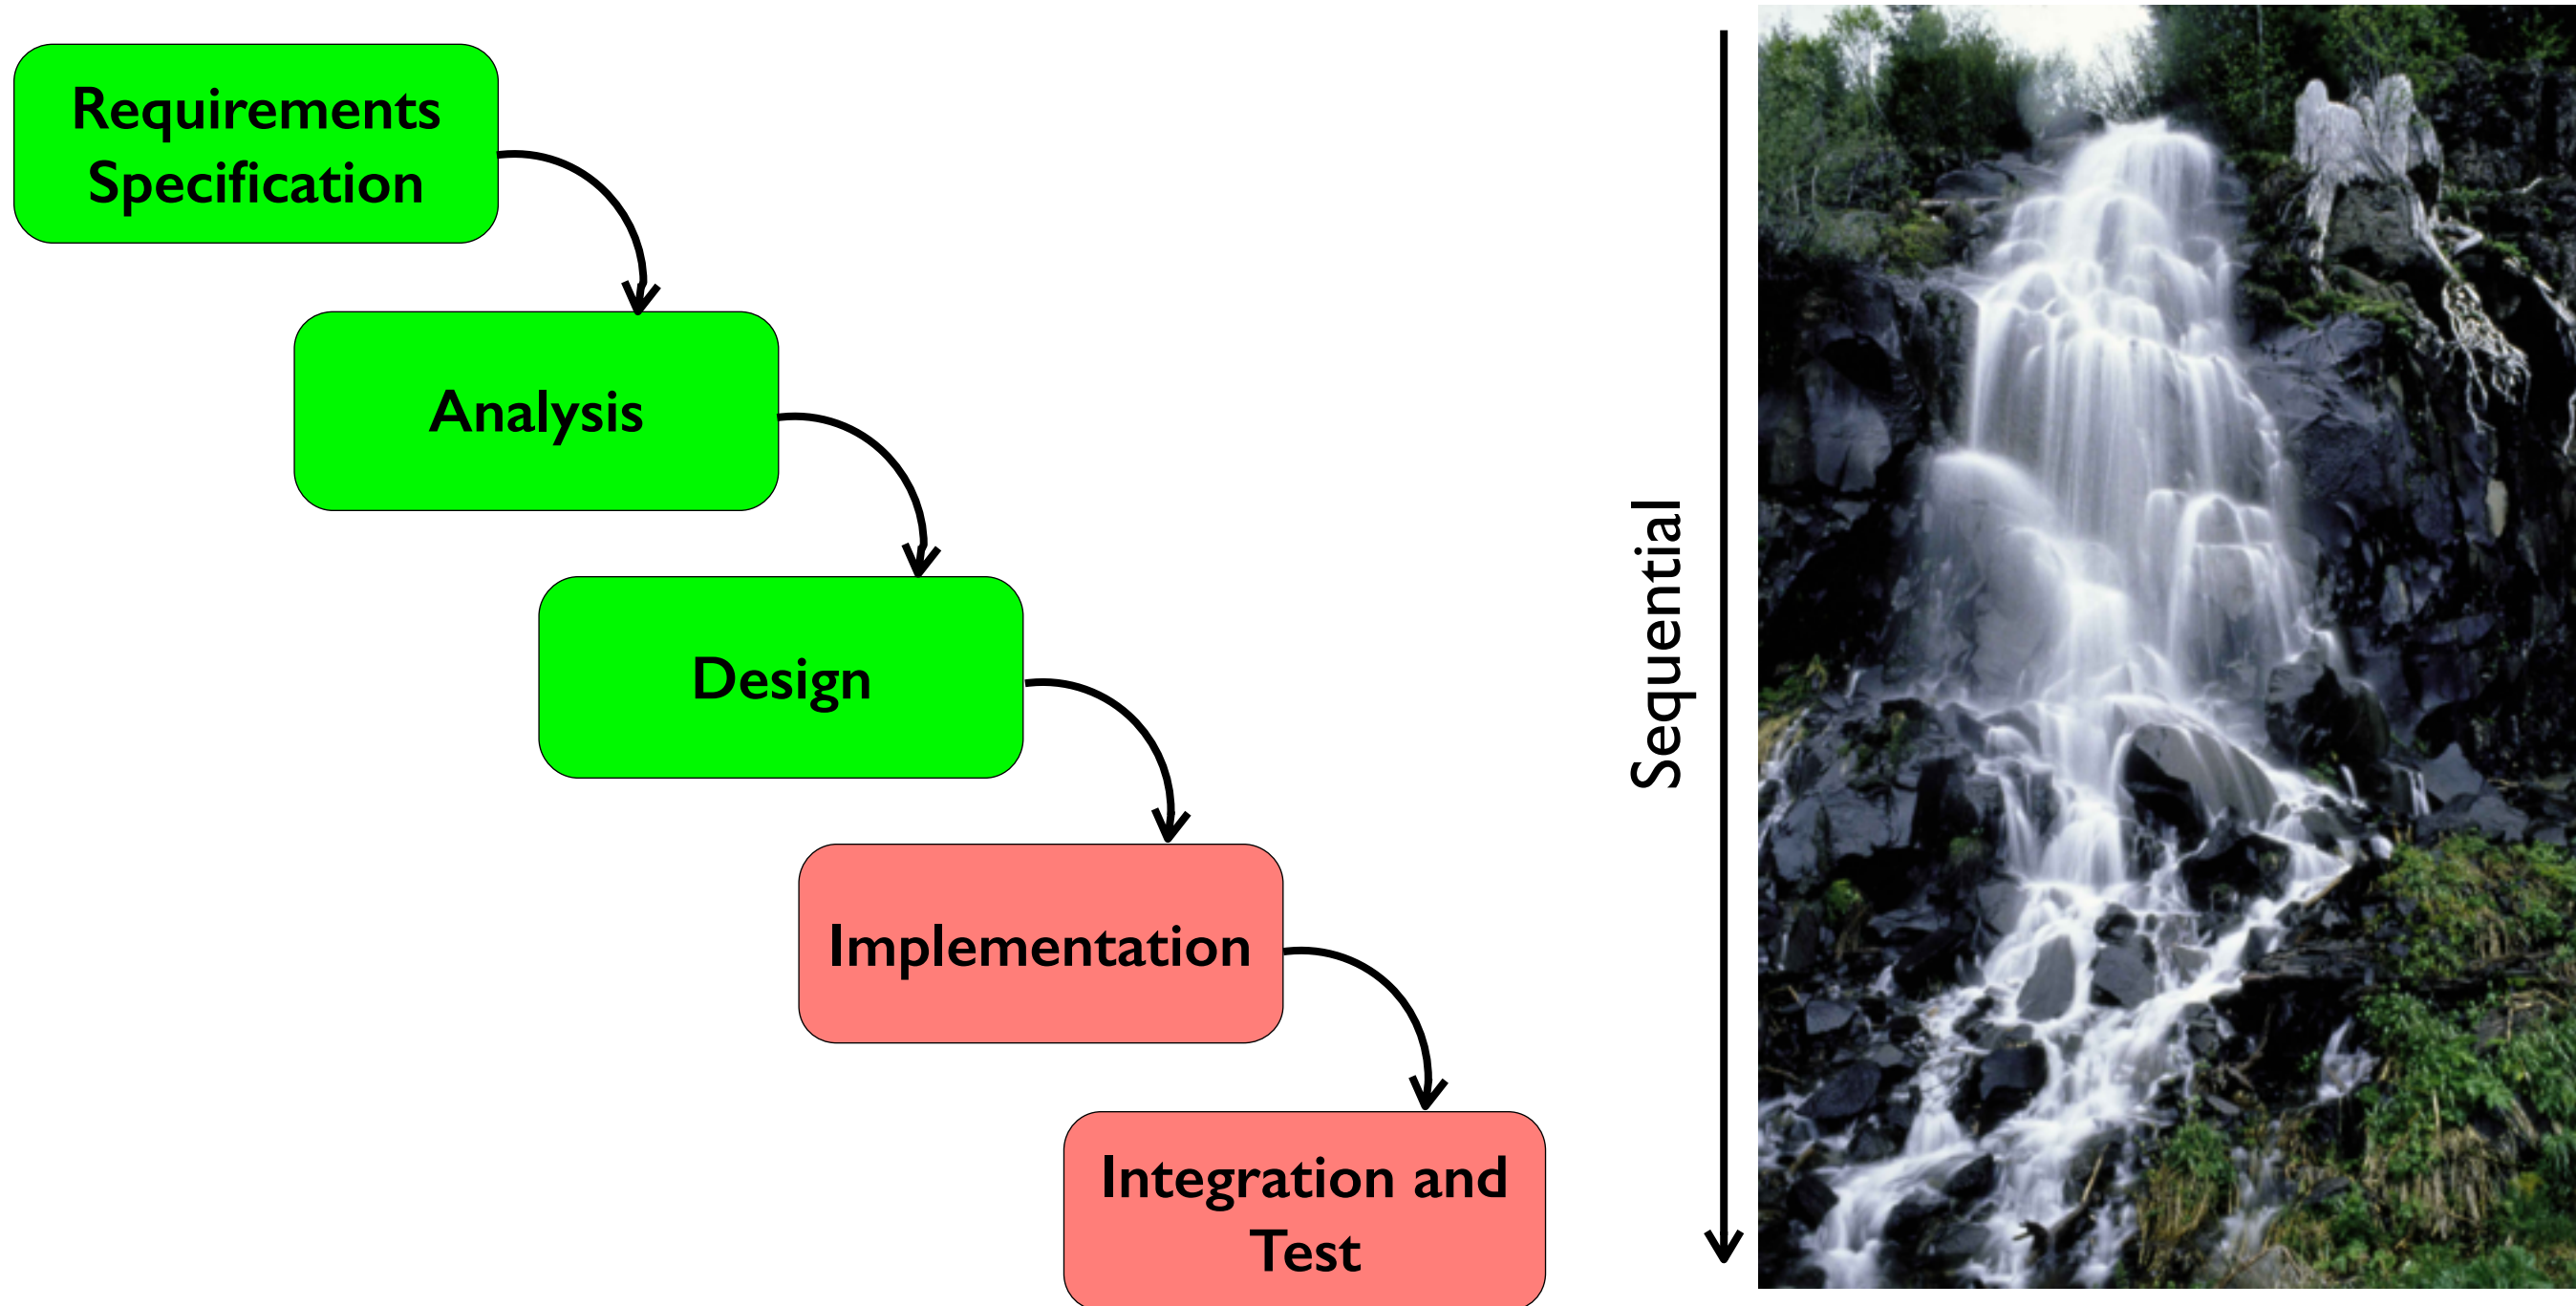 Requirements
Specification
Analysis
Design
Implementation
Integration and
Test
Sequential